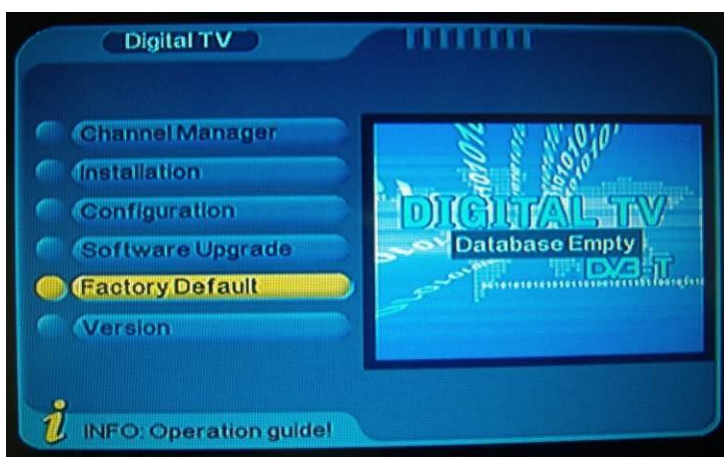 Digital TV
Channel Manager
Installation
Configuration
Software Upgrade
Factory Default
Version
DIGITAL TV
Database Empty
DVB-T
INFO: Operation guide!